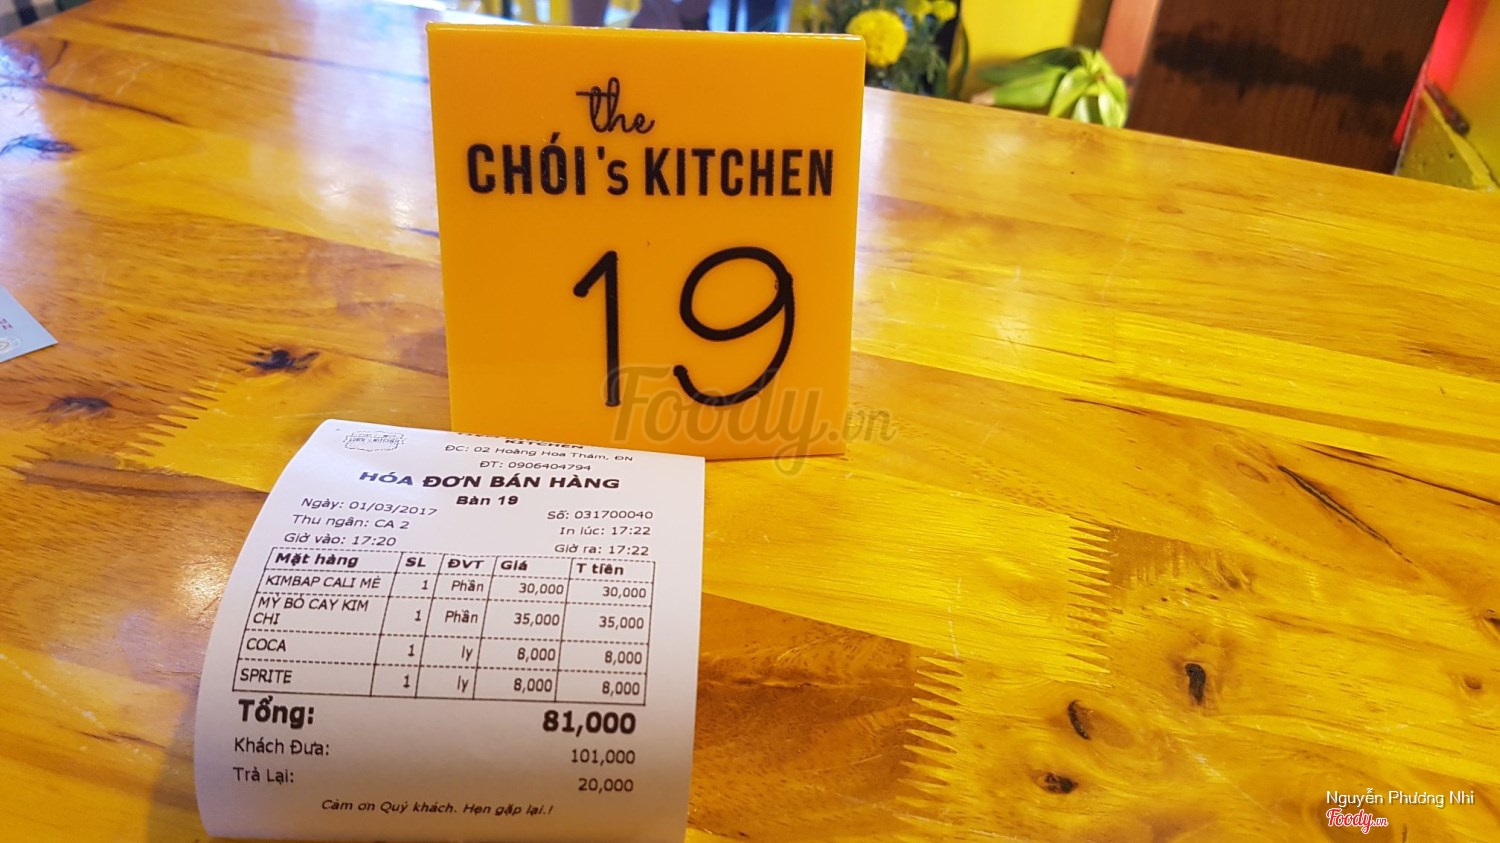 the
CHÓI's KITCHEN
19
Foody.vn
KITCHEN
ĐC: 02 Hoàng Hoa Thám, ĐN
ĐT: 0906404794
HÓA ĐƠN BÁN HÀNG
Bàn 19
Ngày: 01/03/2017 Số: 031700040
Thu ngân: CA 2 In lúc: 17:22
Giờ vào: 17:20 Giờ ra: 17:22
Mặt hàng SL ĐVT Giá T tiền
KIMBAP CALI MÈ 1 Phần 30,000 30,000
MỲ BÒ CAY KIM
CHI 1 Phần 35,000 35,000
COCA 1 ly 8,000 8,000
SPRITE 1 ly 8,000 8,000
Tổng: 81,000
Khách Đưa: 101,000
Trả Lại: 20,000
Cảm ơn Quý khách. Hẹn gặp lại.!
Nguyễn Phương Nhi
Foody.vn